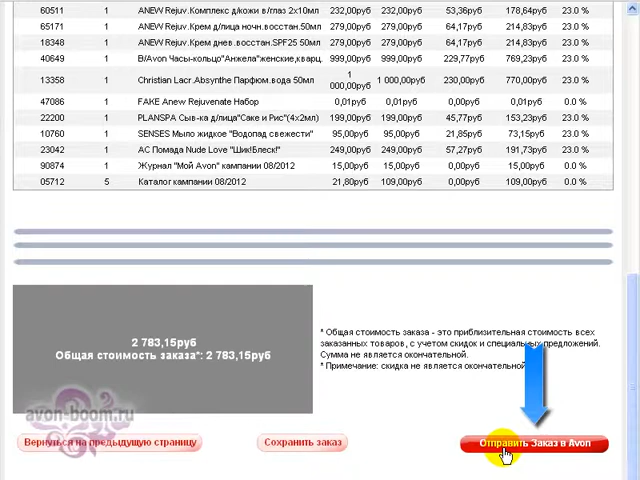 60511 1 ANEW Rejuv.Комплекс д/кожи в/глаз 2x10мл 232,00руб 232,00руб 53,36руб 178,64руб 23.0 %
65171 1 ANEW Rejuv.Крем д/лица ночн.восстан.50мл 279,00руб 279,00руб 64,17руб 214,83руб 23.0 %
18348 1 ANEW Rejuv.Крем днев.восстан.SPF25 50мл 279,00руб 279,00руб 64,17руб 214,83руб 23.0 %
40649 1 B/Avon Часы-кольцо"Анжела"женские,кварц. 999,00руб 999,00руб 229,77руб 769,23руб 23.0 %
13358 1 Christian Lacr.Absynthe Парфюм.вода 50мл 1 000,00руб 1 000,00руб 230,00руб 770,00руб 23.0 %
47086 1 FAKE Anew Rejuvenate Набор 0,01руб 0,01руб 0,00руб 0,01руб 0.0 %
22200 1 PLANSPA Сыв-ка д/лица"Саке и Рис"(4x2мл) 199,00руб 199,00руб 45,77руб 153,23руб 23.0 %
10760 1 SENSES Мыло жидкое "Водопад свежести" 95,00руб 95,00руб 21,85руб 73,15руб 23.0 %
23042 1 АС Помада Nude Love "Шик!Блеск!" 249,00руб 249,00руб 57,27руб 191,73руб 23.0 %
90874 1 Журнал "Мой Avon" кампании 08/2012 15,00руб 15,00руб 0,00руб 15,00руб 0.0 %
05712 5 Каталог кампании 08/2012 21,80руб 109,00руб 0,00руб 109,00руб 0.0 %
2 783,15руб
Общая стоимость заказа*: 2 783,15руб
* Общая стоимость заказа - это приблизительная стоимость всех
заказанных товаров, с учетом скидок и специальных предложений.
Сумма не является окончательной.
* Примечание: скидка не является окончательной
avon-boom.ru
Вернуться на предыдущую страницу
Сохранить заказ
Отправить Заказ в Avon